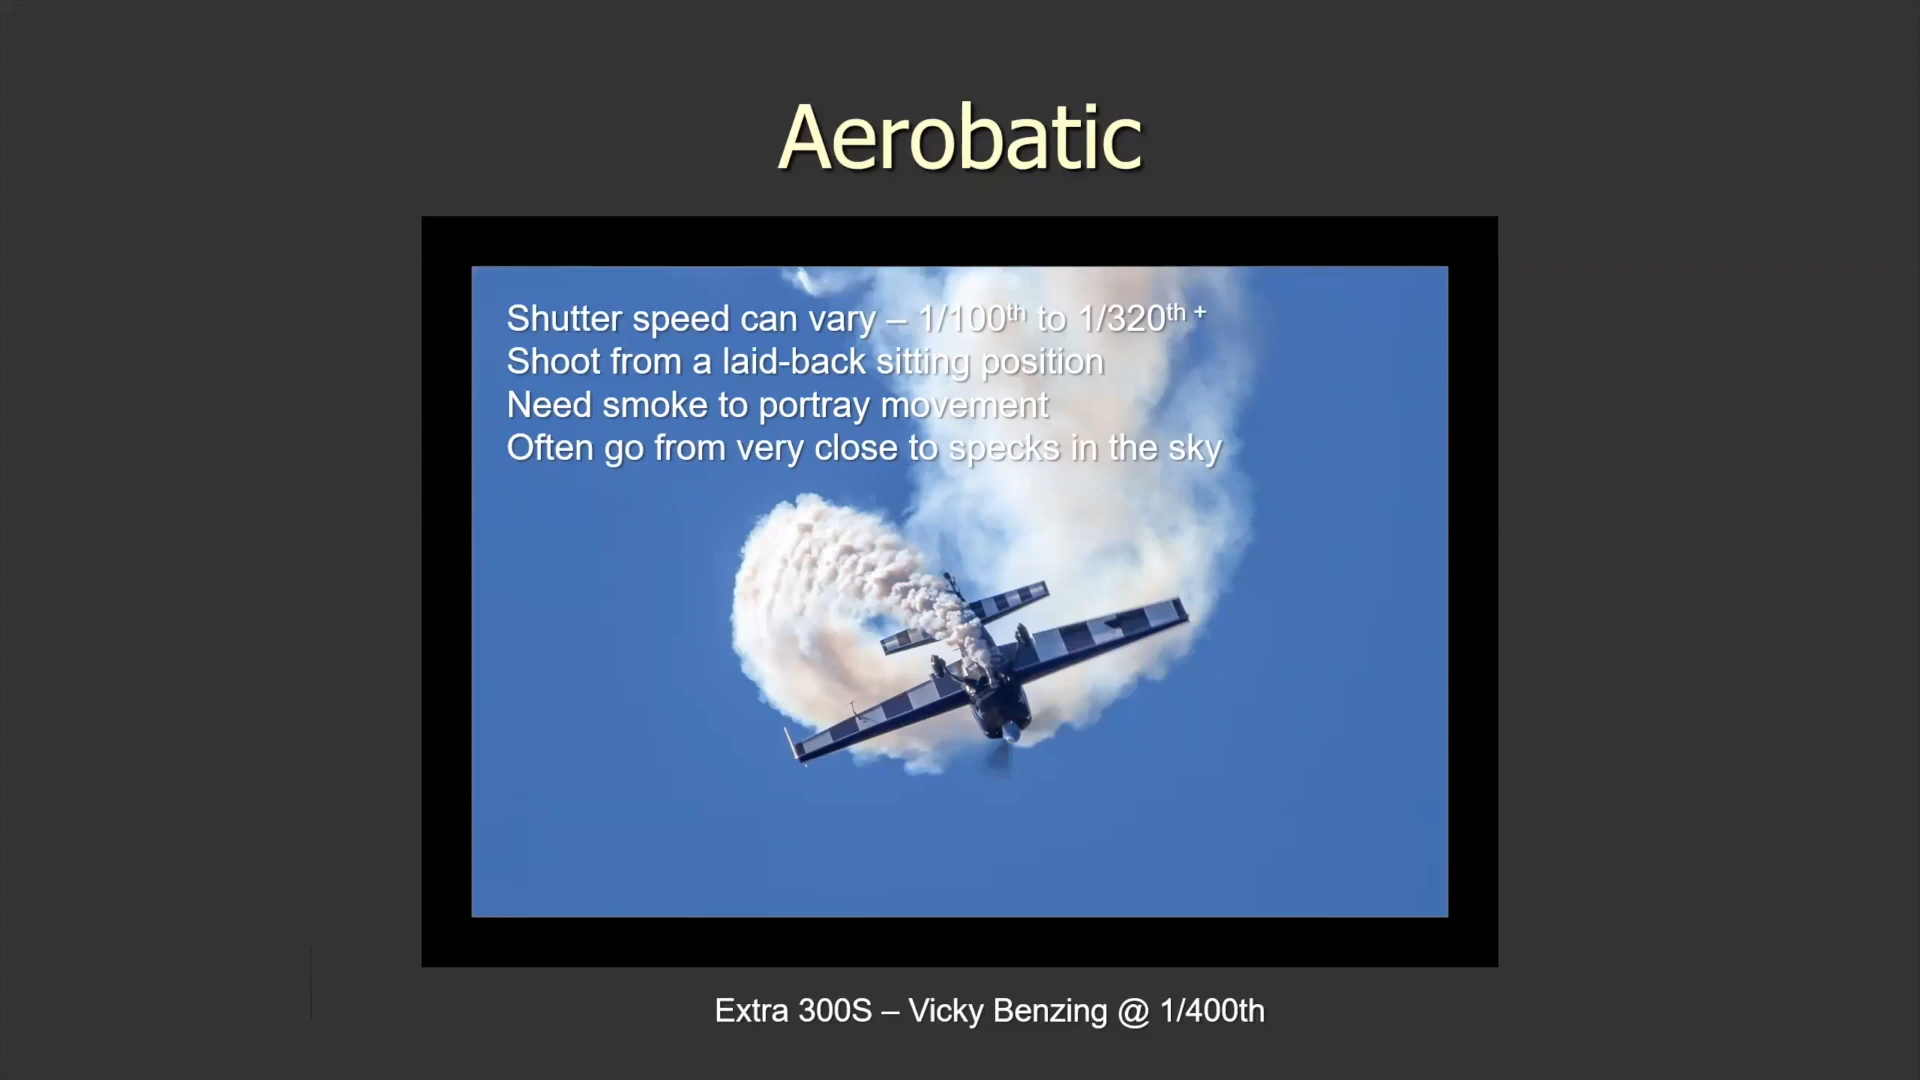 Aerobatic
Shutter speed can vary – 1/100th to 1/320th +
Shoot from a laid-back sitting position
Need smoke to portray movement
Often go from very close to specks in the sky
Extra 300S – Vicky Benzing @ 1/400th